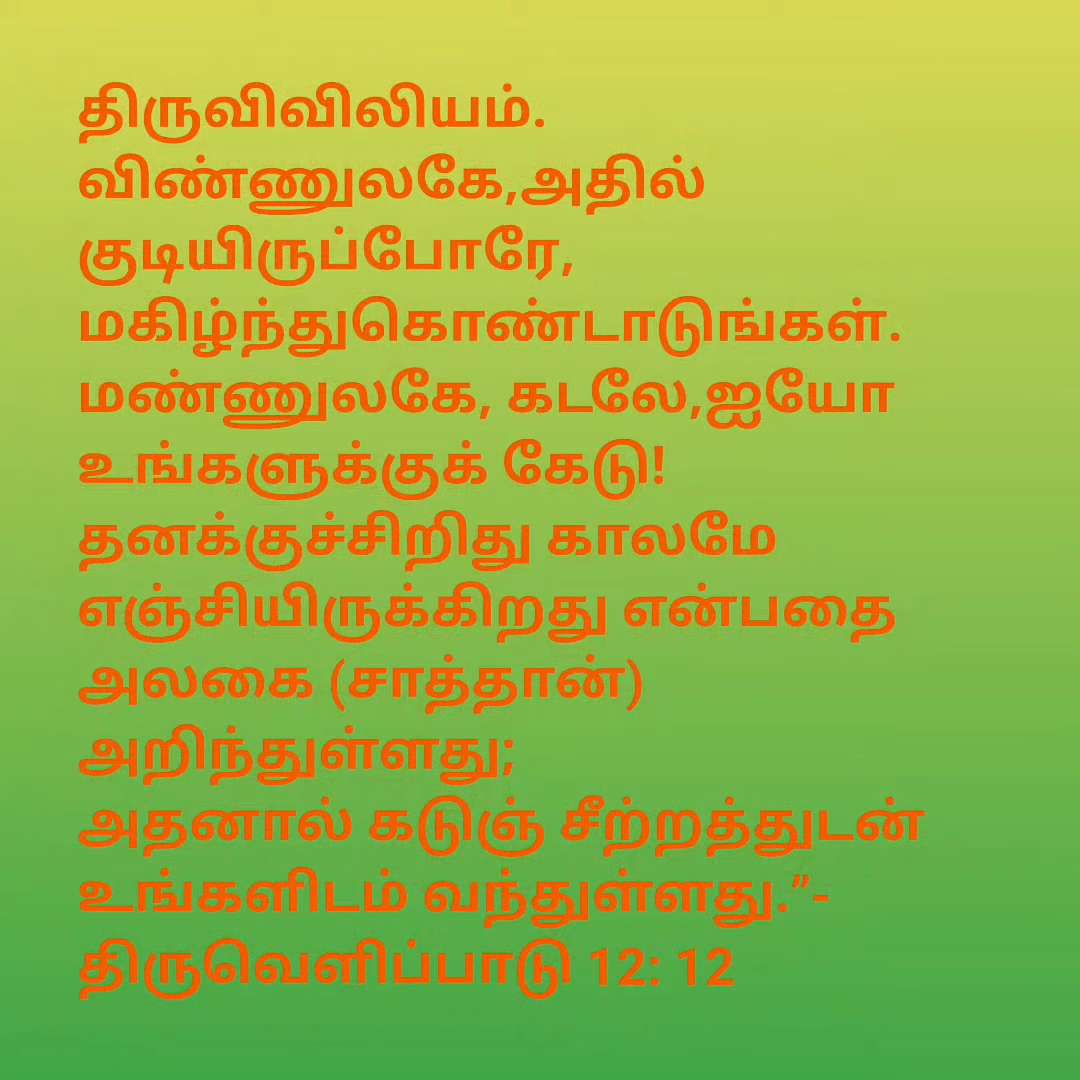 திருவிவிலியம்.
விண்ணுலகே,அதில்
குடியிருப்போரே,
மகிழ்ந்துகொண்டாடுங்கள்.
மண்ணுலகே, கடலே,ஐயோ
உங்களுக்குக் கேடு!
தனக்குச்சிறிது காலமே
எஞ்சியிருக்கிறது என்பதை
அலகை (சாத்தான்)
அறிந்துள்ளது;
அதனால் கடுஞ் சீற்றத்துடன்
உங்களிடம் வந்துள்ளது.”-
திருவெளிப்பாடு 12: 12